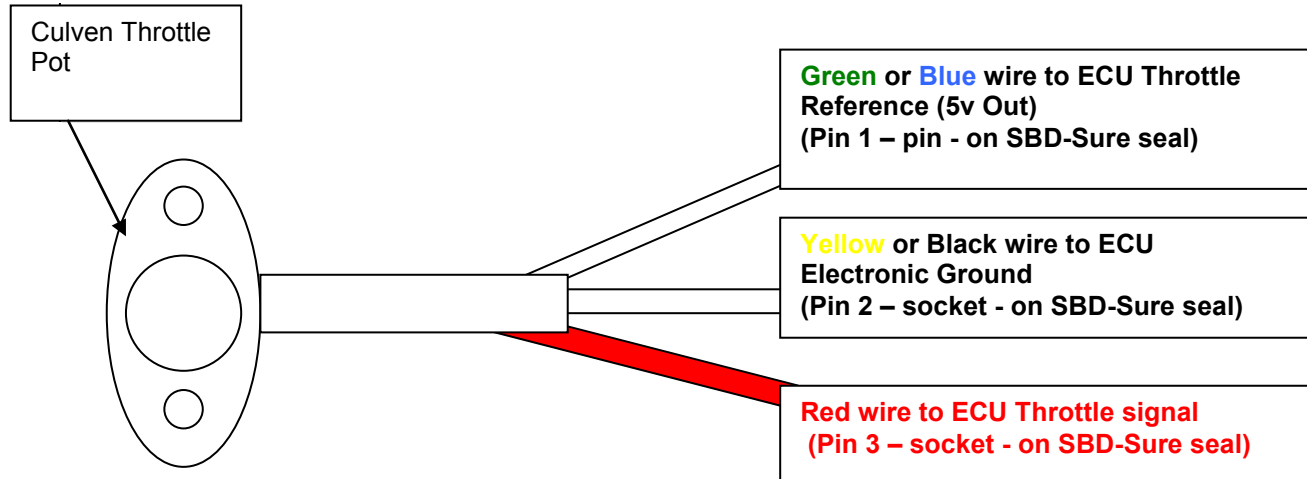 Culven Throttle
Pot
Green or Blue wire to ECU Throttle
Reference (5v Out)
(Pin 1 – pin - on SBD-Sure seal)
Yellow or Black wire to ECU
Electronic Ground
(Pin 2 – socket - on SBD-Sure seal)
Red wire to ECU Throttle signal
(Pin 3 – socket - on SBD-Sure seal)